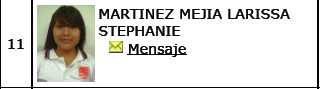 11
MARTINEZ MEJIA LARISSA
STEPHANIE
Mensaje